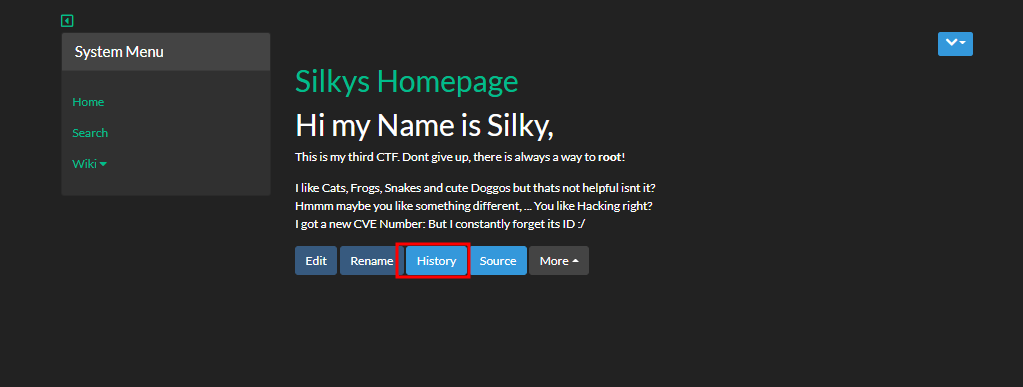 System Menu
Home
Search
Wiki
Silkys Homepage
Hi my Name is Silky,
This is my third CTF. Dont give up, there is always a way to root!
I like Cats, Frogs, Snakes and cute Doggos but thats not helpful isnt it?
Hmmm maybe you like something different, ... You like Hacking right?
I got a new CVE Number: But I constantly forget its ID :/
Edit Rename History Source More